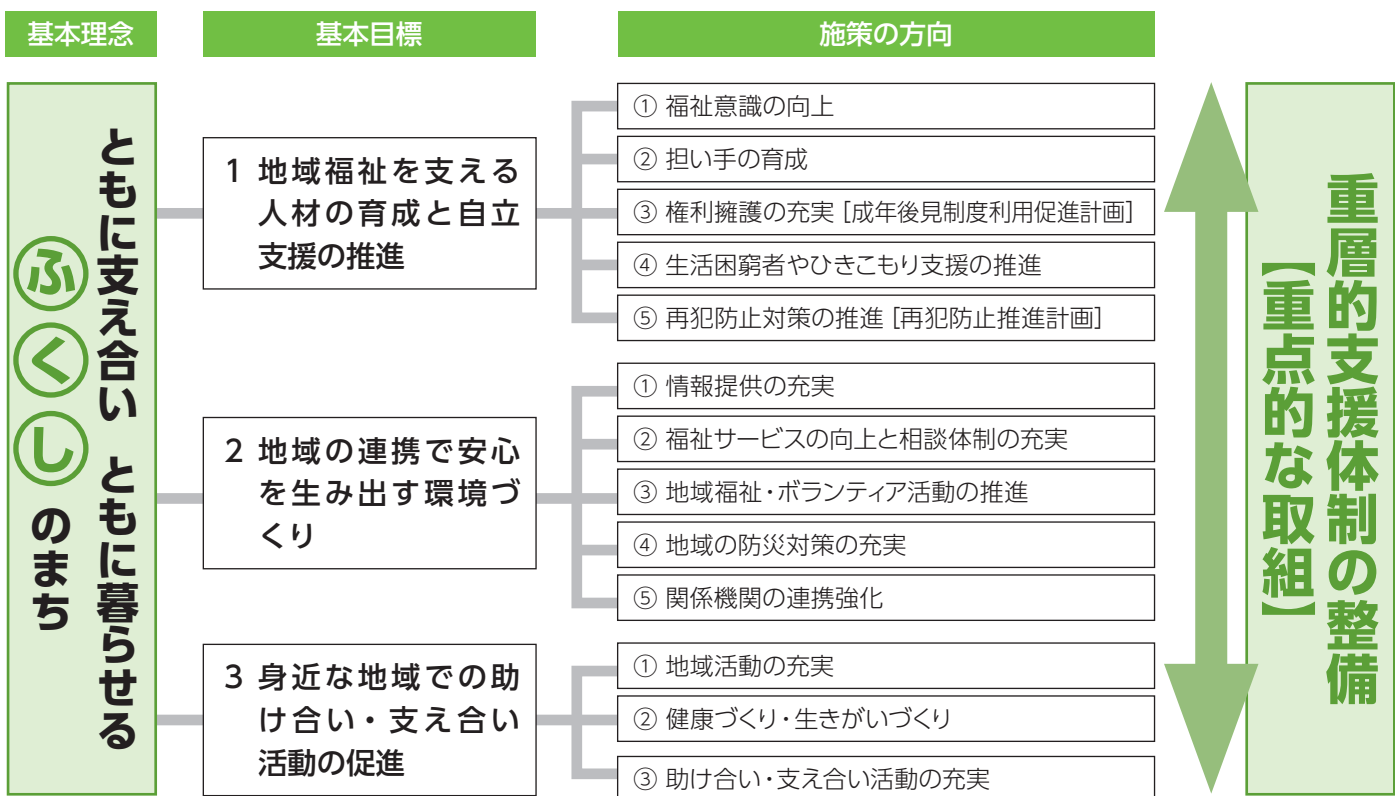 基本理念
基本目標
施策の方向
ともに支え合い ともに暮らせる
ふくし のまち
1 地域福祉を支える
人材の育成と自立
支援の推進
① 福祉意識の向上
② 担い手の育成
③ 権利擁護の充実 [成年後見制度利用促進計画]
④ 生活困窮者やひきこもり支援の推進
⑤ 再犯防止対策の推進 [再犯防止推進計画]
2 地域の連携で安心
を生み出す環境づ
くり
① 情報提供の充実
② 福祉サービスの向上と相談体制の充実
③ 地域福祉・ボランティア活動の推進
④ 地域の防災対策の充実
⑤ 関係機関の連携強化
3 身近な地域での助
け合い・支え合い
活動の促進
① 地域活動の充実
② 健康づくり・生きがいづくり
③ 助け合い・支え合い活動の充実
重層的支援体制の整備
【重点的な取組】